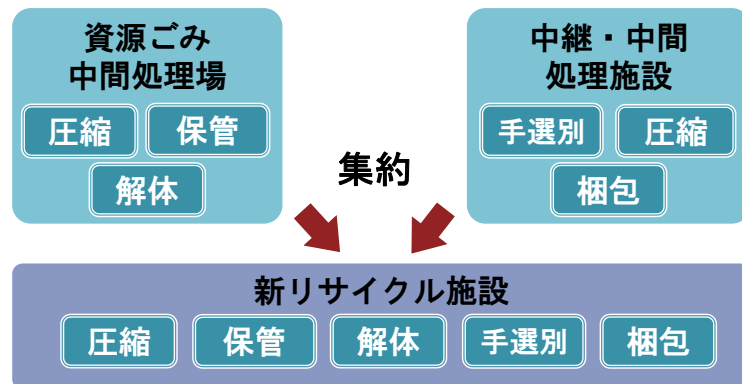 資源ごみ
中間処理場
圧縮
保管
解体
中継・中間
処理施設
手選別
圧縮
梱包
集約
新リサイクル施設
圧縮
保管
解体
手選別
梱包